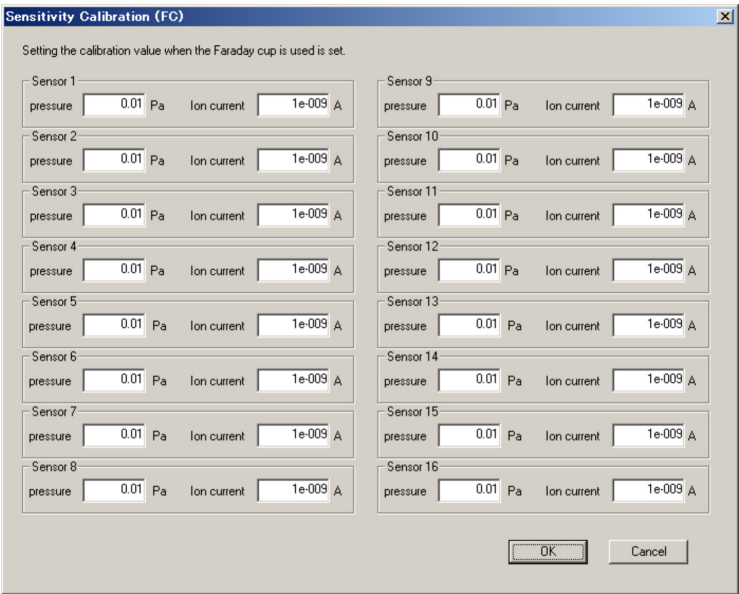 Sensitivity Calibration (FC)
Setting the calibration value when the Faraday cup is used is set.
Sensor 1
pressure 0.01 Pa Ion current 1e-009 A
Sensor 2
pressure 0.01 Pa Ion current 1e-009 A
Sensor 3
pressure 0.01 Pa Ion current 1e-009 A
Sensor 4
pressure 0.01 Pa Ion current 1e-009 A
Sensor 5
pressure 0.01 Pa Ion current 1e-009 A
Sensor 6
pressure 0.01 Pa Ion current 1e-009 A
Sensor 7
pressure 0.01 Pa Ion current 1e-009 A
Sensor 8
pressure 0.01 Pa Ion current 1e-009 A
Sensor 9
pressure 0.01 Pa Ion current 1e-009 A
Sensor 10
pressure 0.01 Pa Ion current 1e-009 A
Sensor 11
pressure 0.01 Pa Ion current 1e-009 A
Sensor 12
pressure 0.01 Pa Ion current 1e-009 A
Sensor 13
pressure 0.01 Pa Ion current 1e-009 A
Sensor 14
pressure 0.01 Pa Ion current 1e-009 A
Sensor 15
pressure 0.01 Pa Ion current 1e-009 A
Sensor 16
pressure 0.01 Pa Ion current 1e-009 A
OK Cancel